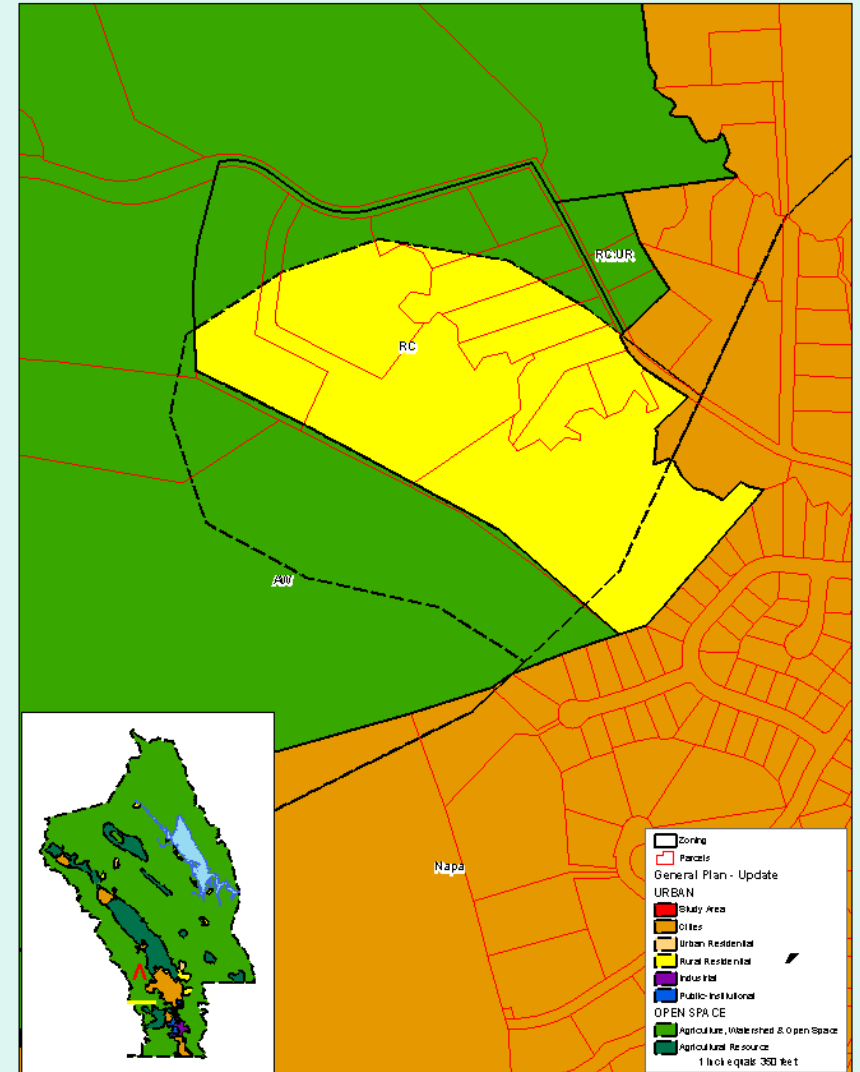 RC:UR
RC
AW
Napa
Zoning
Parcels
General Plan - Update
URBAN
Study Area
Cities
Urban Residential
Rural Residential
Industrial
Public-Institutional
OPEN SPACE
Agriculture, Watershed & Open Space
Agricultural Resource
1 inch equals 350 feet